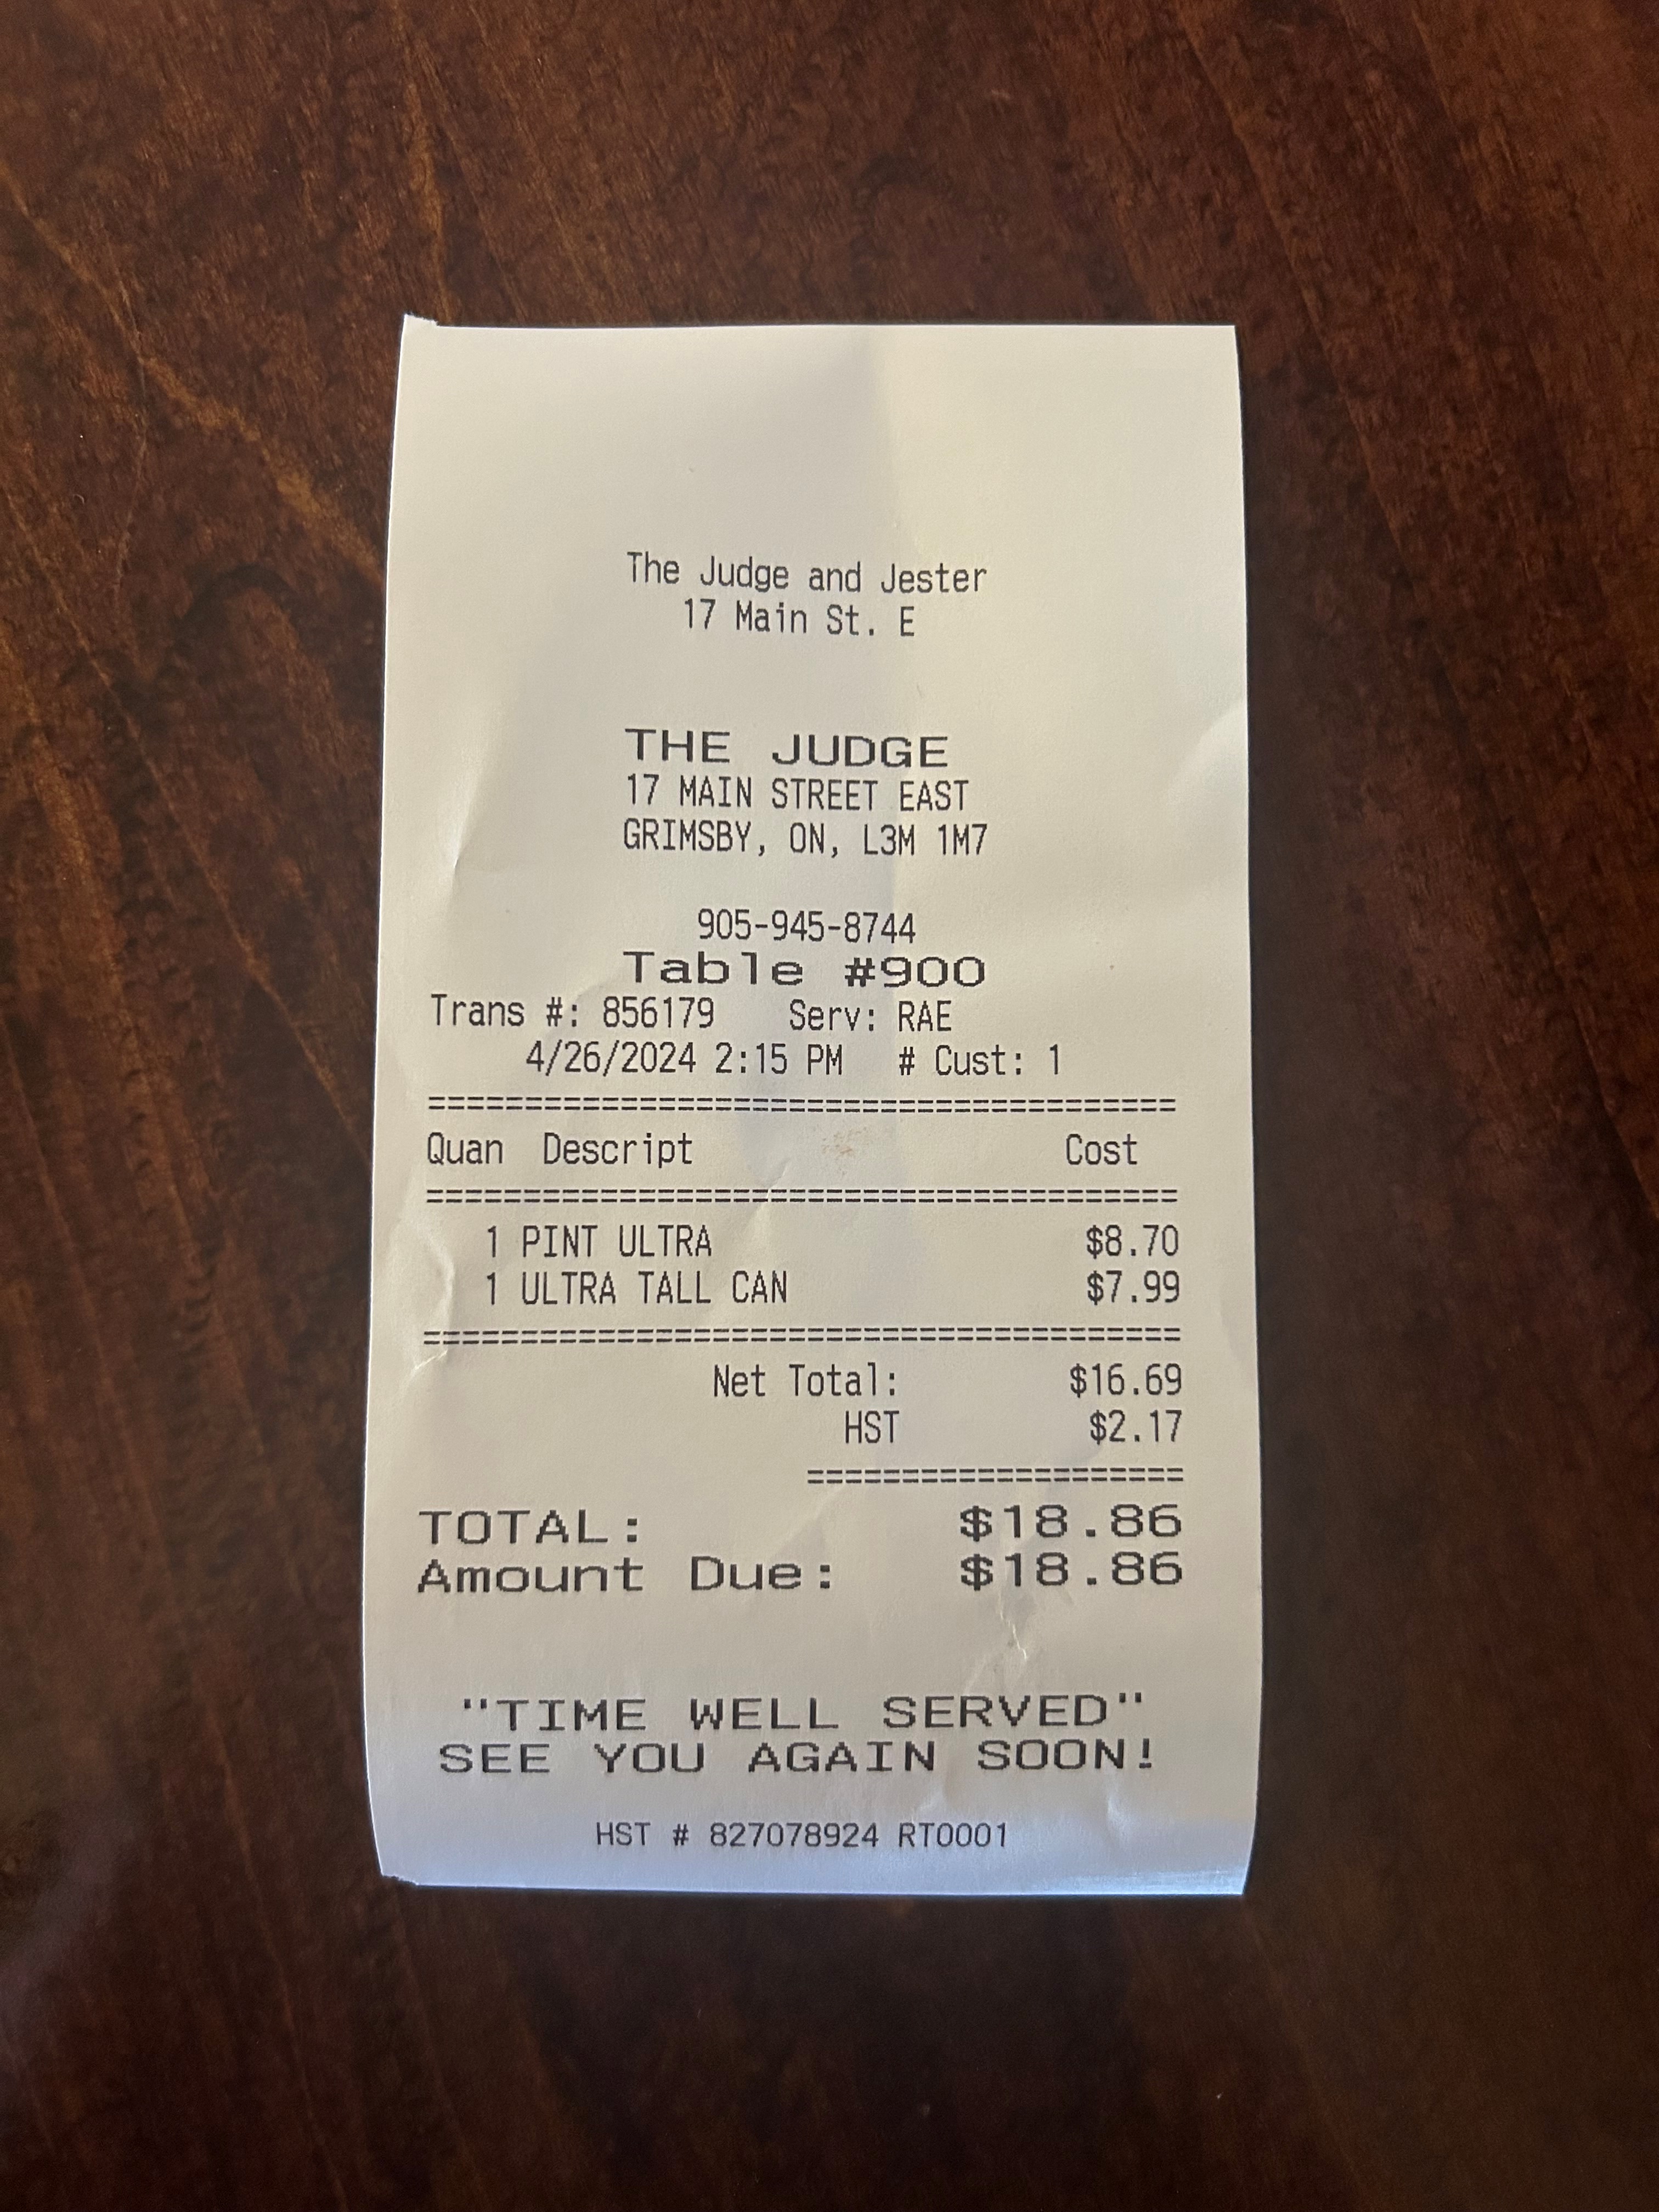 The Judge and Jester
17 Main St. E
THE JUDGE
17 MAIN STREET EAST
GRIMSBY, ON, L3M 1M7
905-945-8744
Table #900
Trans #: 856179 Serv: RAE
4/26/2024 2:15 PM # Cust: 1
=======================================
Quan Descript Cost
=======================================
1 PINT ULTRA $8.70
1 ULTRA TALL CAN $7.99
=======================================
Net Total: $16.69
HST $2.17
====================
TOTAL: $18.86
Amount Due: $18.86
"TIME WELL SERVED"
SEE YOU AGAIN SOON!
HST # 827078924 RT0001